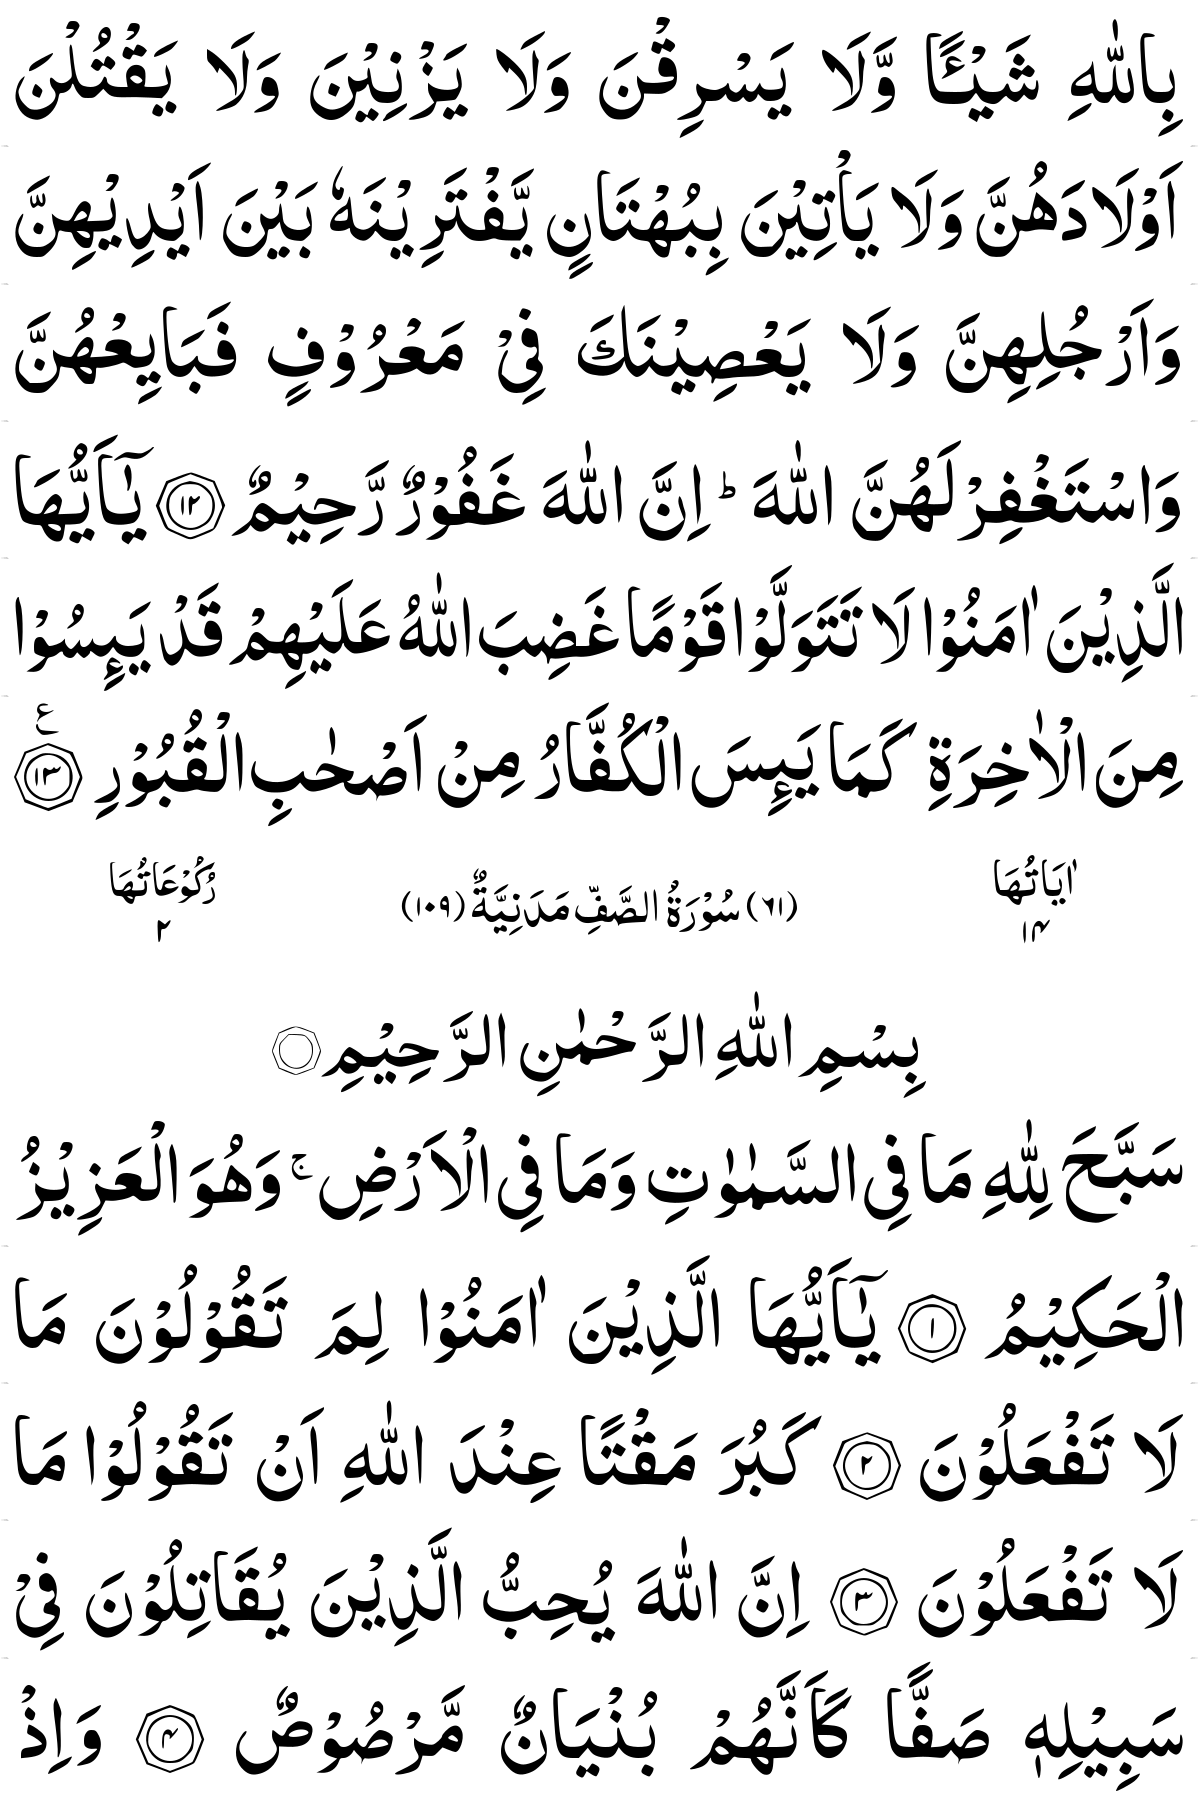 بِاللّٰهِ شَيْـًٔا وَّلَا يَسْرِقْنَ وَلَا يَزْنِيْنَ وَلَا يَقْتُلْنَ
اَوْلَادَهُنَّ وَلَا يَاْتِيْنَ بِبُهْتَانٍ يَّفْتَرِيْنَهٗ بَيْنَ اَيْدِيْهِنَّ
وَاَرْجُلِهِنَّ وَلَا يَعْصِيْنَكَ فِيْ مَعْرُوْفٍ فَبَايِعْهُنَّ
وَاسْتَغْفِرْ لَهُنَّ اللّٰهَ ؕ اِنَّ اللّٰهَ غَفُوْرٌ رَّحِيْمٌ ۝۱۲ يٰۤاَيُّهَا
الَّذِيْنَ اٰمَنُوْا لَا تَتَوَلَّوْا قَوْمًا غَضِبَ اللّٰهُ عَلَيْهِمْ قَدْ يَىِٕسُوْا
مِنَ الْاٰخِرَةِ كَمَا يَىِٕسَ الْكُفَّارُ مِنْ اَصْحٰبِ الْقُبُوْرِ ۝۱۳ ع
اٰيَاتُهَا ۱۴ (۶۱) سُوْرَةُ الصَّفِّ مَدَنِيَّةٌ (۱۰۹) رُكُوْعَاتُهَا ۲
بِسْمِ اللّٰهِ الرَّحْمٰنِ الرَّحِيْمِ ۝
سَبَّحَ لِلّٰهِ مَا فِي السَّمٰوٰتِ وَمَا فِي الْاَرْضِ ۚ وَهُوَ الْعَزِيْزُ
الْحَكِيْمُ ۝۱ يٰۤاَيُّهَا الَّذِيْنَ اٰمَنُوْا لِمَ تَقُوْلُوْنَ مَا
لَا تَفْعَلُوْنَ ۝۲ كَبُرَ مَقْتًا عِنْدَ اللّٰهِ اَنْ تَقُوْلُوْا مَا
لَا تَفْعَلُوْنَ ۝۳ اِنَّ اللّٰهَ يُحِبُّ الَّذِيْنَ يُقَاتِلُوْنَ فِيْ
سَبِيْلِهٖ صَفًّا كَاَنَّهُمْ بُنْيَانٌ مَّرْصُوْصٌ ۝۴ وَاِذْ